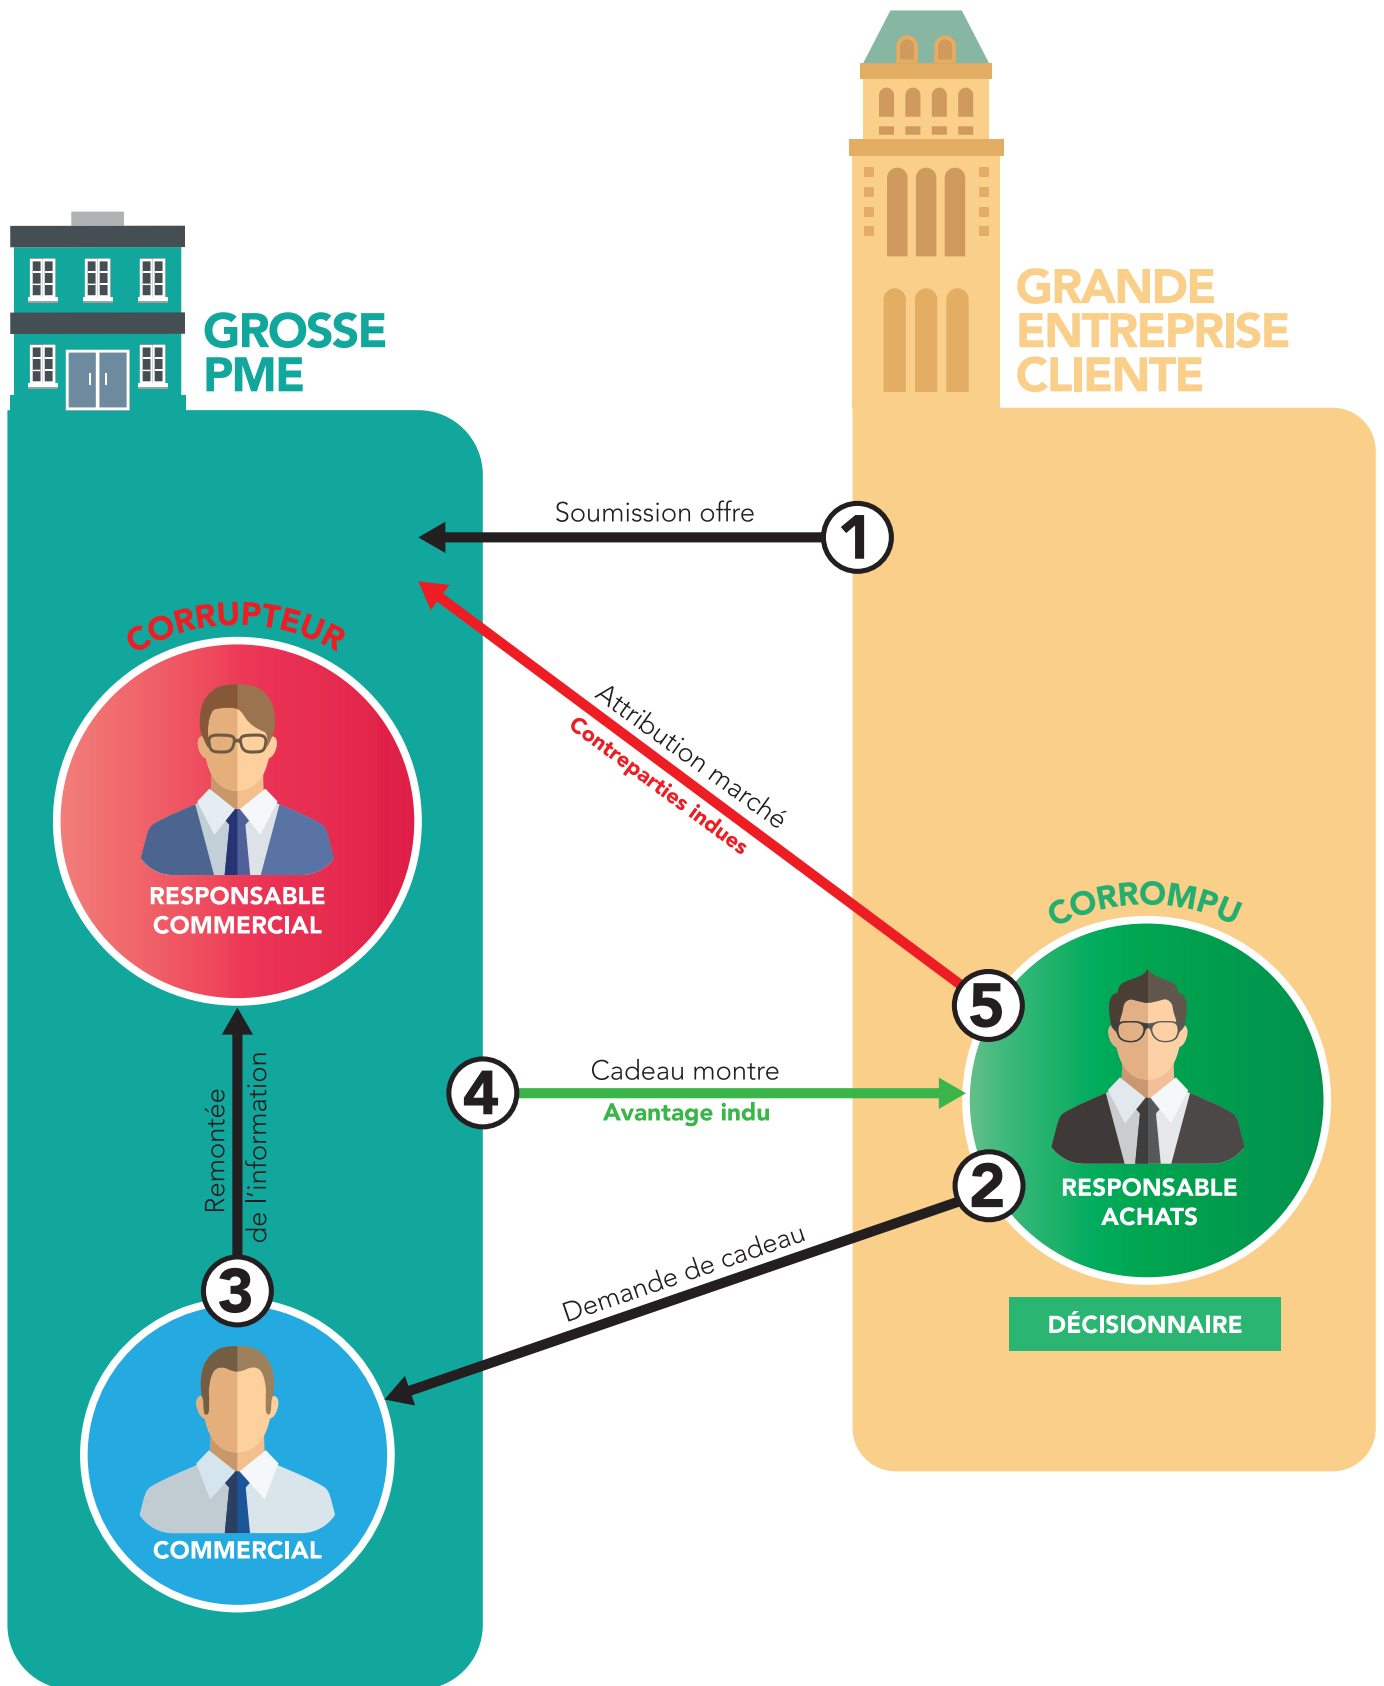 GROSSE
PME
GRANDE
ENTREPRISE
CLIENTE
Soumission offre
1
CORRUPTEUR
RESPONSABLE
COMMERCIAL
Attribution marché
Contreparties indues
5
CORROMPU
RESPONSABLE
ACHATS
DÉCISIONNAIRE
4
Cadeau montre
Avantage indu
2
Demande de cadeau
Remontée
de l'information
3
COMMERCIAL